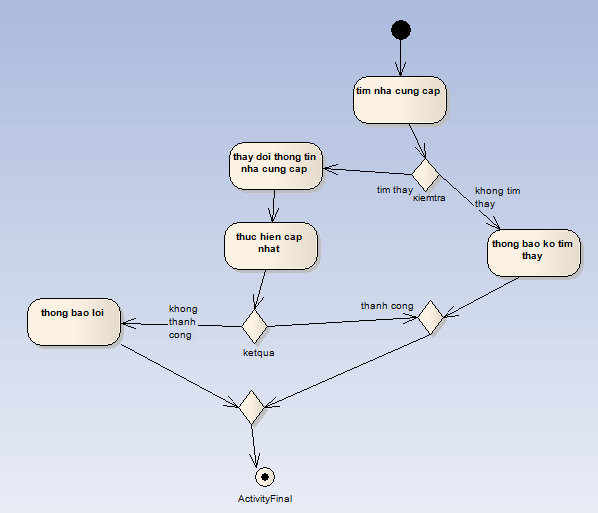 tim nha cung cap
thay doi thong tin
nha cung cap
tim thay
kiemtra
khong tim
thay
thuc hien cap
nhat
thong bao ko tim
thay
thong bao loi
khong
thanh
cong
thanh cong
ketqua
ActivityFinal